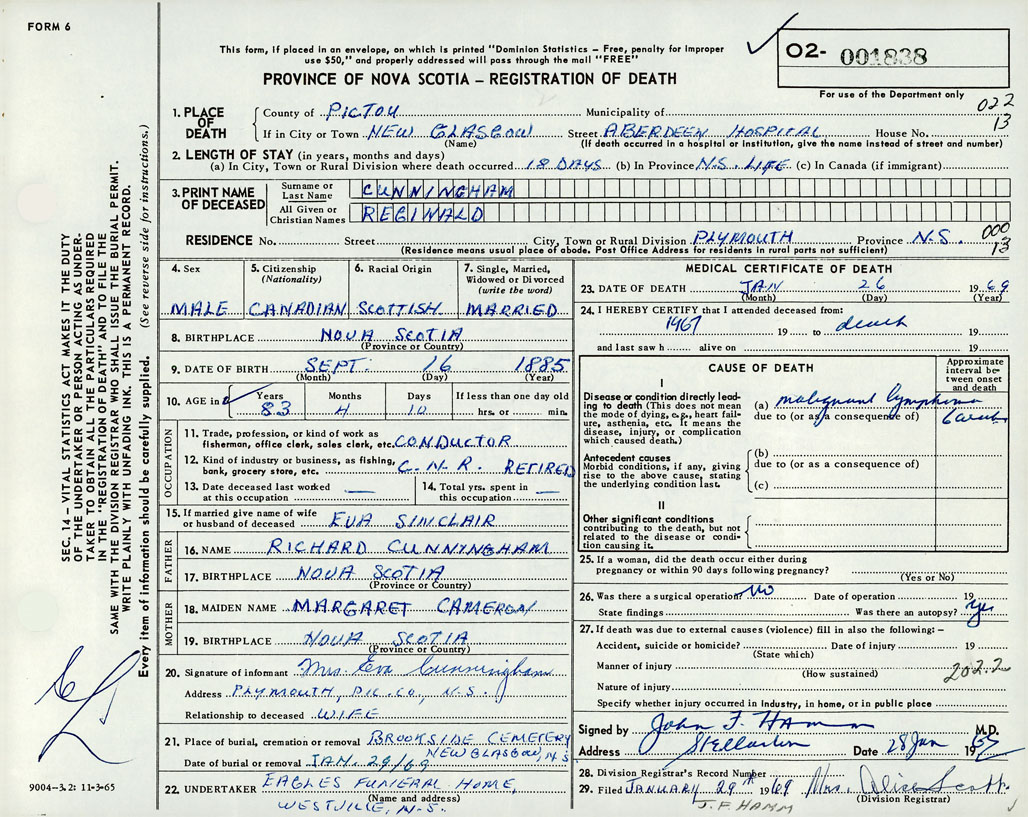 FORM 6
This form, if placed in an envelope, on which is printed "Dominion Statistics – Free, penalty for improper
use $50," and properly addressed will pass through the mail "FREE"
PROVINCE OF NOVA SCOTIA – REGISTRATION OF DEATH
02- 001838
For use of the Department only
022
13
1. PLACE OF DEATH
County of PICTOU Municipality of
If in City or Town NEW GLASGOW Street ABERDEEN HOSPITAL House No.
(Name) (If death occurred in a hospital or institution, give the name instead of street and number)
2. LENGTH OF STAY (in years, months and days)
(a) In City, Town or Rural Division where death occurred 18 DAYS (b) In Province N.S. LIFE (c) In Canada (if immigrant)
3. PRINT NAME OF DECEASED
Surname or Last Name CUNNINGHAM
All Given or Christian Names REGINALD
000
RESIDENCE No. Street City, Town or Rural Division PLYMOUTH Province N.S. 13
(Residence means usual place of abode. Post Office Address for residents in rural parts not sufficient)
4. Sex MALE
5. Citizenship (Nationality) CANADIAN
6. Racial Origin SCOTTISH
7. Single, Married, Widowed or Divorced (write the word) MARRIED
8. BIRTHPLACE NOVA SCOTIA
(Province or Country)
9. DATE OF BIRTH SEPT. 16 1885
(Month) (Day) (Year)
10. AGE in Years Months Days If less than one day old
83 4 10 hrs. or min.
OCCUPATION
11. Trade, profession, or kind of work as
fisherman, office clerk, sales clerk, etc. CONDUCTOR
12. Kind of industry or business, as fishing,
bank, grocery store, etc. C.N.R. RETIRED
13. Date deceased last worked at this occupation —
14. Total yrs. spent in this occupation —
15. If married give name of wife
or husband of deceased EVA SINCLAIR
FATHER
16. NAME RICHARD CUNNINGHAM
17. BIRTHPLACE NOVA SCOTIA
(Province or Country)
MOTHER
18. MAIDEN NAME MARGARET CAMERON
19. BIRTHPLACE NOVA SCOTIA
(Province or Country)
20. Signature of informant Mrs. Eva Cunningham
Address PLYMOUTH, PIC. CO, N.S.
Relationship to deceased WIFE
21. Place of burial, cremation or removal BROOKSIDE CEMETERY
NEW GLASGOW, N.S
Date of burial or removal JAN. 29/69
22. UNDERTAKER EAGLES FUNERAL HOME,
(Name and address)
WESTVILLE, N.S.
MEDICAL CERTIFICATE OF DEATH
23. DATE OF DEATH JAN 26 1969
(Month) (Day) (Year)
24. I HEREBY CERTIFY that I attended deceased from:
1967 19 to death 19
and last saw h alive on 19
CAUSE OF DEATH
Approximate interval between onset and death
I
Disease or condition directly leading to death (This does not mean the mode of dying, e.g., heart failure, asthenia, etc. It means the disease, injury, or complication which caused death.)
(a) malignant lymphoma
due to (or as a consequence of)
Antecedent causes
Morbid conditions, if any, giving rise to the above cause, stating the underlying condition last.
(b)
due to (or as a consequence of)
(c)
II
Other significant conditions
contributing to the death, but not related to the disease or condition causing it.
25. If a woman, did the death occur either during
pregnancy or within 90 days following pregnancy?
(Yes or No)
26. Was there a surgical operation No Date of operation 19
State findings Was there an autopsy? Yes
27. If death was due to external causes (violence) fill in also the following: –
Accident, suicide or homicide? Date of injury 19
(State which)
Manner of injury 202.2
(How sustained)
Nature of injury
Specify whether injury occurred in industry, in home, or in public place
Signed by John F. Hamm M.D.
Address Stellarton Date 28 Jan 19
28. Division Registrar's Record Number
29. Filed JANUARY 29th 1969 Mrs. Alice Scott
(Division Registrar)
J.F. HAMM
SEC. 14 – VITAL STATISTICS ACT MAKES IT THE DUTY
OF THE UNDERTAKER OR PERSON ACTING AS UNDER-
TAKER TO OBTAIN ALL THE PARTICULARS REQUIRED
IN THE "REGISTRATION OF DEATH" AND TO FILE THE
SAME WITH THE DIVISION REGISTRAR WHO SHALL ISSUE THE BURIAL PERMIT.
WRITE PLAINLY WITH UNFADING INK. THIS IS A PERMANENT RECORD.
Every item of information should be carefully supplied. (See reverse side for instructions.)
9004-3.2: 11-3-65